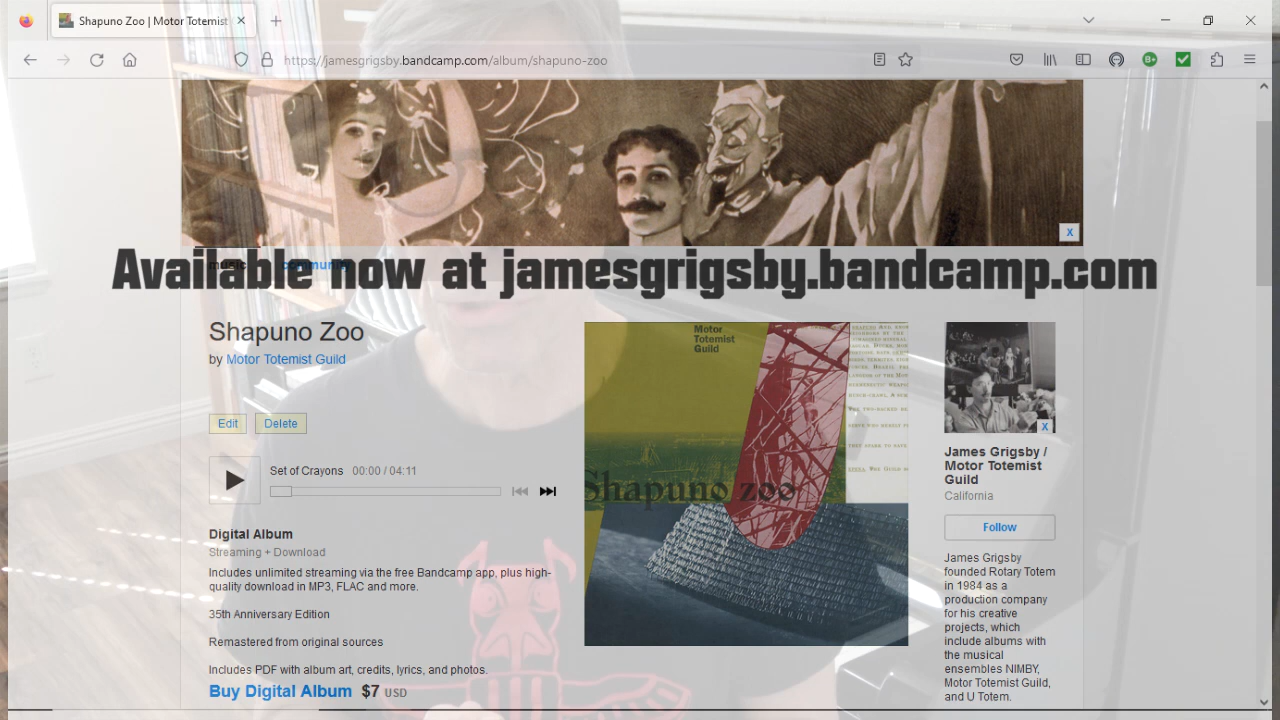 Shapuno Zoo | Motor Totemist
https://jamesgrigsby.bandcamp.com/album/shapuno-zoo
X
music community
Available now at jamesgrigsby.bandcamp.com
Shapuno Zoo
by Motor Totemist Guild
Edit Delete
Set of Crayons 00:00 / 04:11
Digital Album
Streaming + Download
Includes unlimited streaming via the free Bandcamp app, plus high-
quality download in MP3, FLAC and more.
35th Anniversary Edition
Remastered from original sources
Includes PDF with album art, credits, lyrics, and photos.
Buy Digital Album $7 USD
Motor
Totemist
Guild
Shapuno zoo
X
James Grigsby /
Motor Totemist
Guild
California
Follow
James Grigsby
founded Rotary Totem
in 1984 as a
production company
for his creative
projects, which
include albums with
the musical
ensembles NIMBY,
Motor Totemist Guild,
and U Totem.